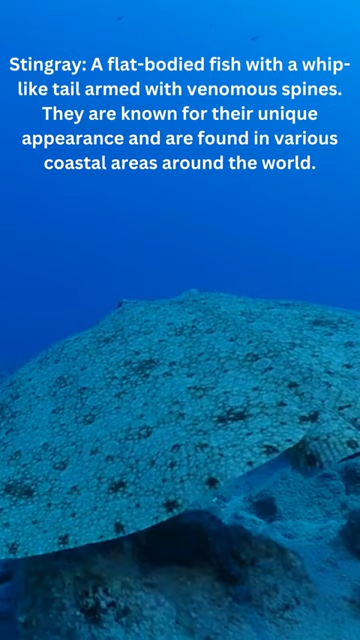 Stingray: A flat-bodied fish with a whip-
like tail armed with venomous spines.
They are known for their unique
appearance and are found in various
coastal areas around the world.